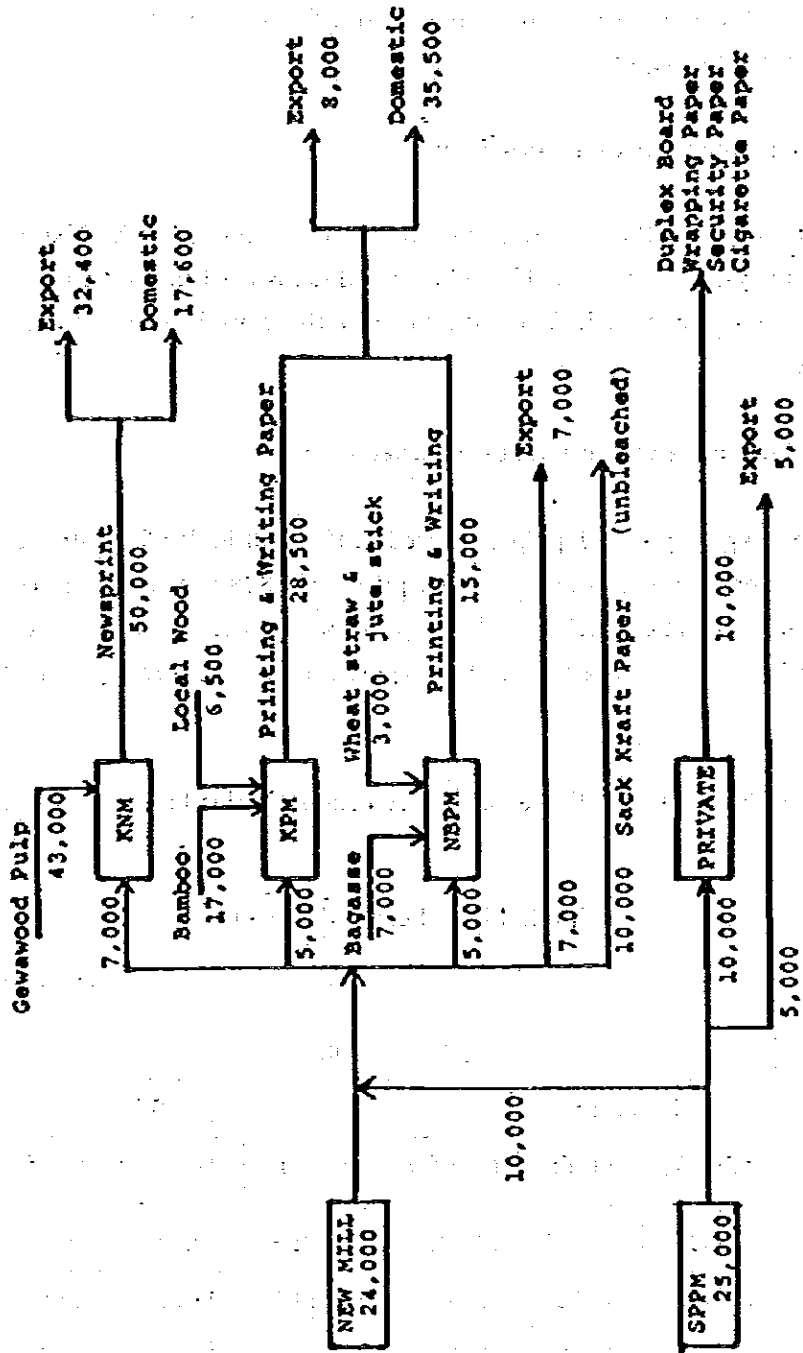 Gewawood Pulp
43,000
7,000
KNM
Newsprint
50,000
Export
32,400
Domestic
17,600
Bamboo
17,000
Local Wood
6,500
5,000
KPM
Printing & Writing Paper
28,500
Export
8,000
Domestic
35,500
Bagasse
7,000
Wheat straw &
3,000 jute stick
5,000
NBPM
Printing & Writing
15,000
7,000
Export
7,000
10,000 Sack Kraft Paper (unbleached)
NEW MILL
24,000
10,000
SPPM
25,000
10,000
PRIVATE
10,000
Duplex Board
Wrapping Paper
Security Paper
Cigarette Paper
5,000
Export
5,000